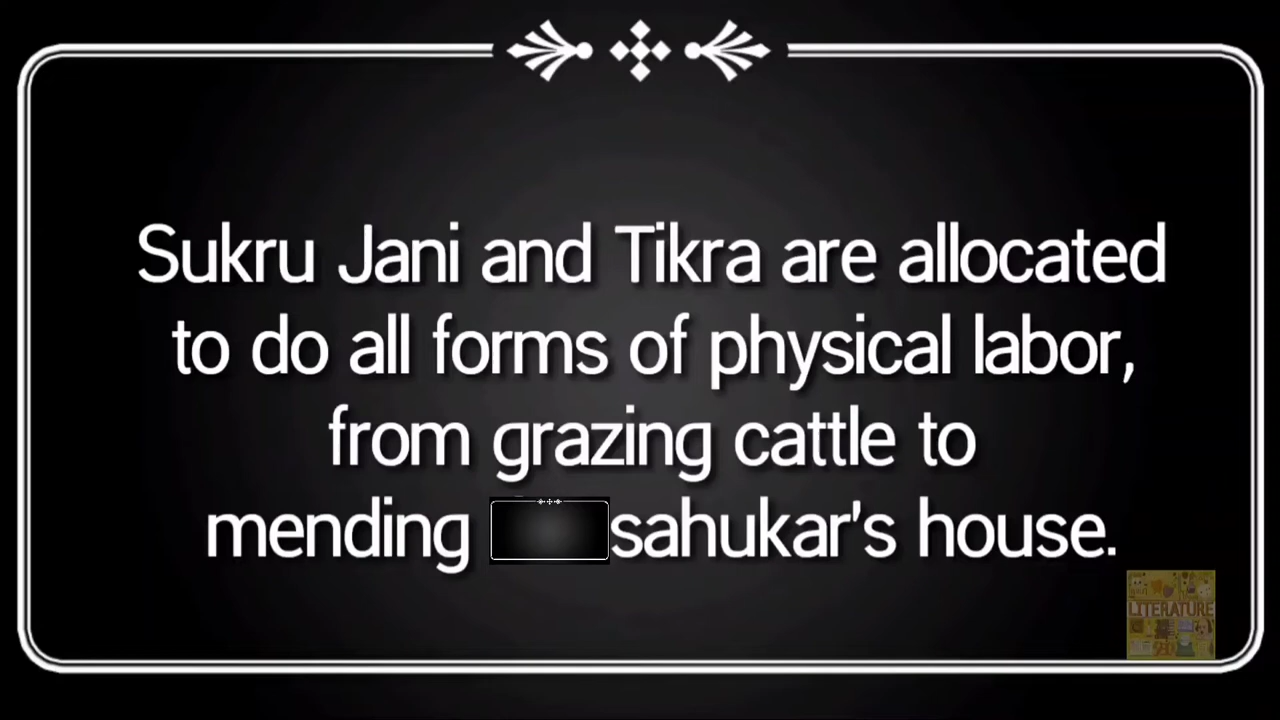 Sukru Jani and Tikra are allocated
to do all forms of physical labor,
from grazing cattle to
mending sahukar's house.
LITERATURE